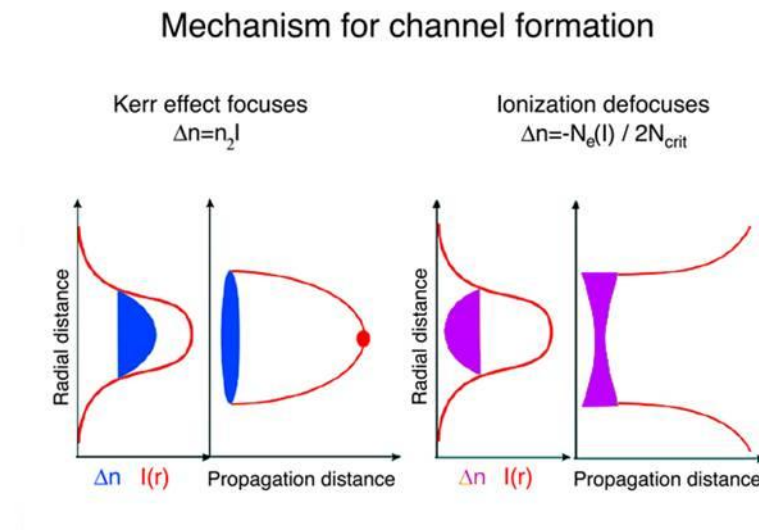 Mechanism for channel formation
Kerr effect focuses
Δn=n₂I
Ionization defocuses
Δn=-Nₑ(I) / 2N_crit
Radial distance
Δn I(r)
Propagation distance
Radial distance
Δn I(r)
Propagation distance